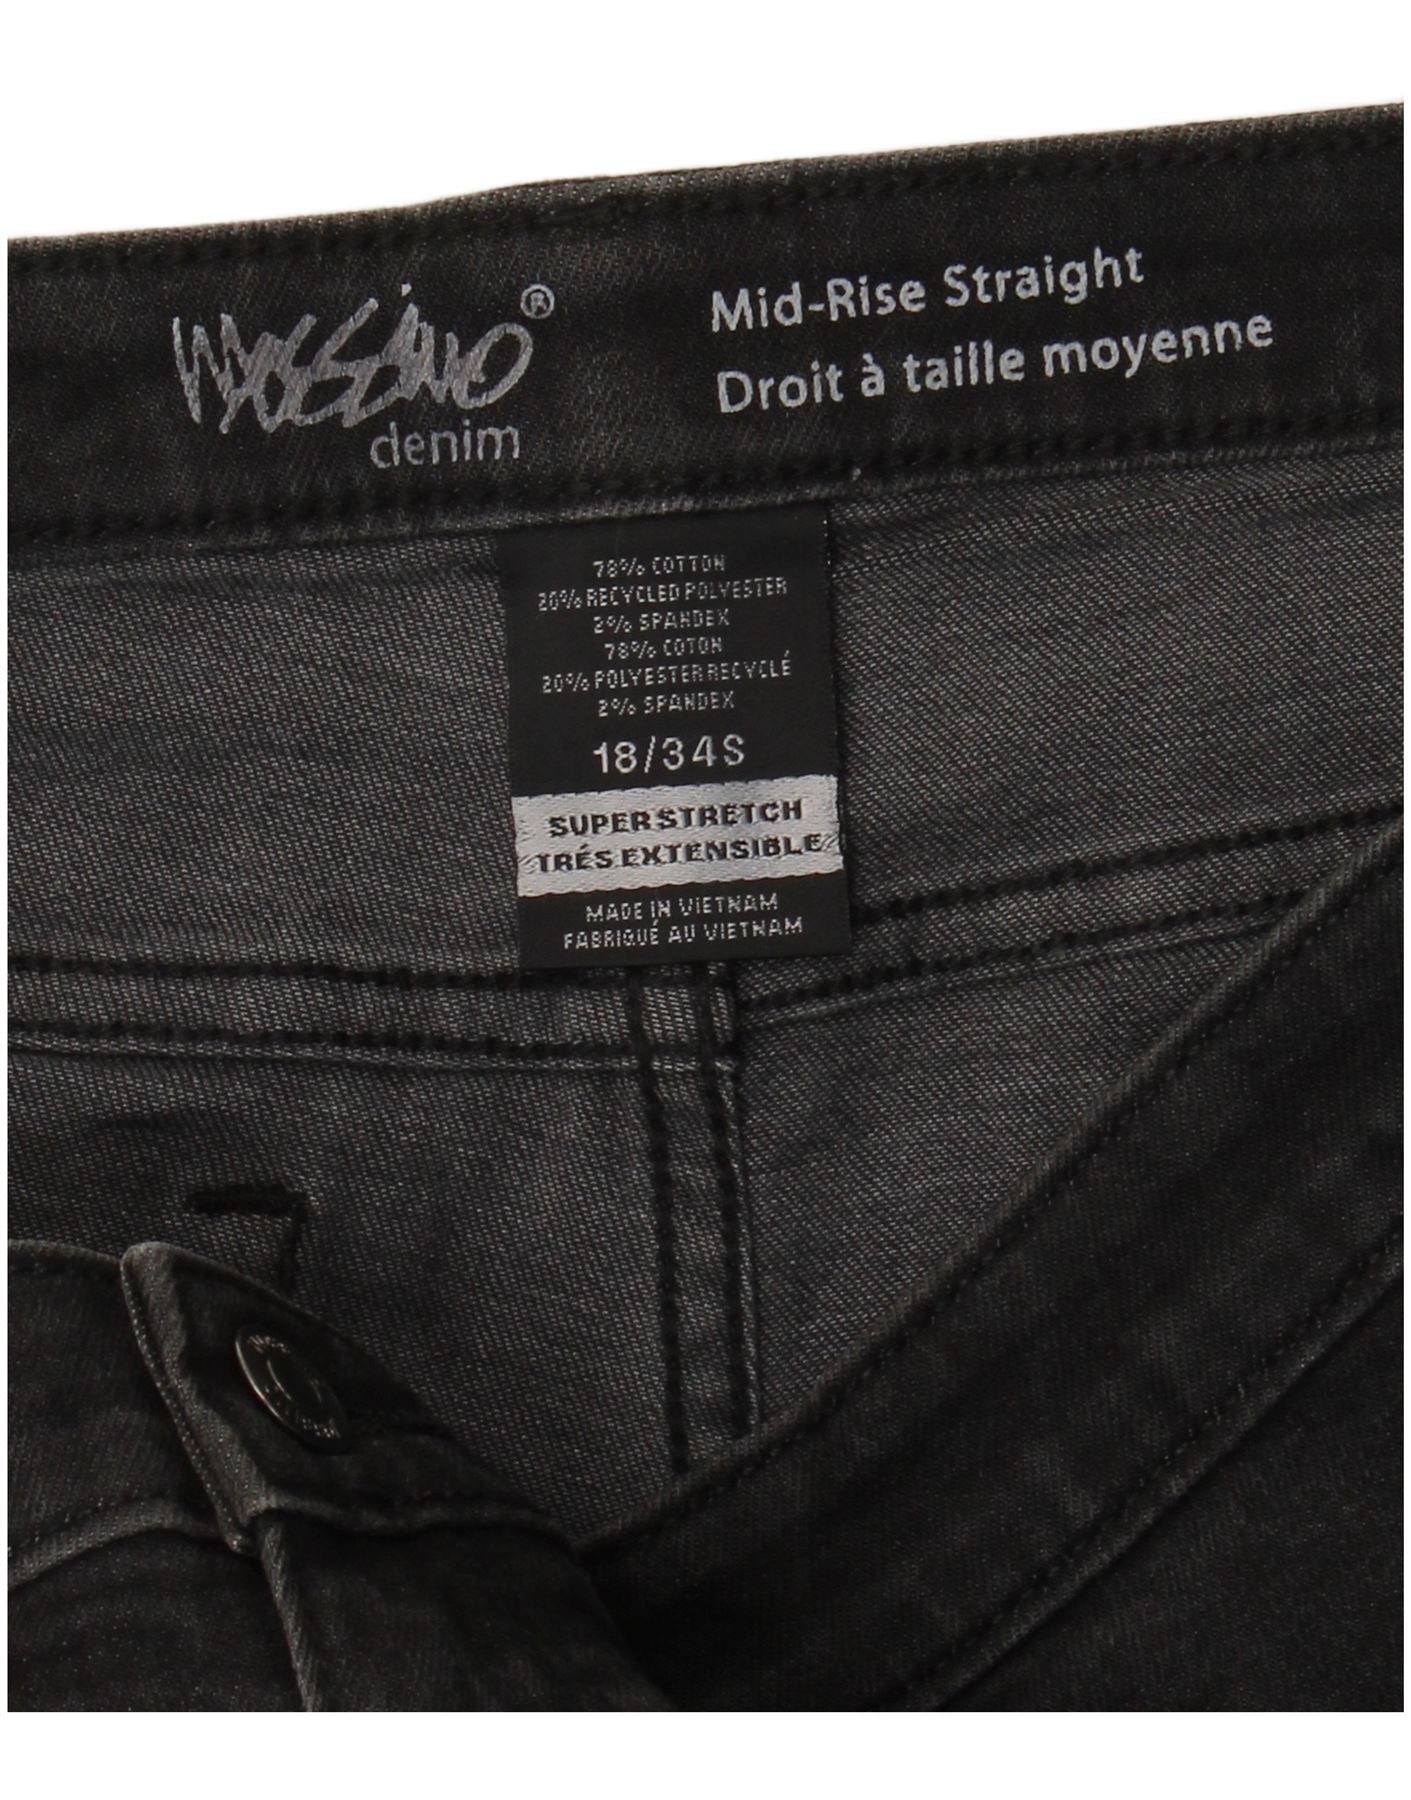 Mossimo®
denim
Mid-Rise Straight
Droit à taille moyenne
78% COTTON
20% RECYCLED POLYESTER
2% SPANDEX
78% COTON
20% POLYESTER RECYCLÉ
2% SPANDEX
18/34S
SUPER STRETCH
TRÉS EXTENSIBLE
MADE IN VIETNAM
FABRIQUÉ AU VIETNAM